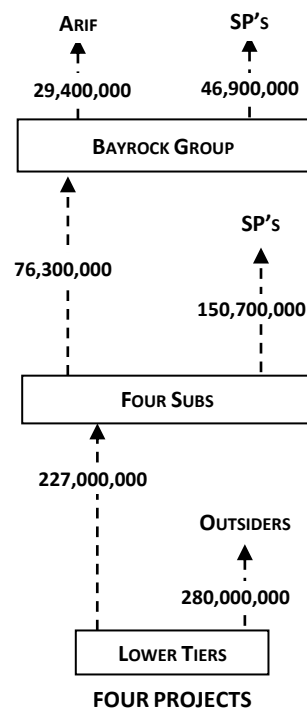 ARIF SP'S
29,400,000 46,900,000
BAYROCK GROUP
SP'S
76,300,000
150,700,000
FOUR SUBS
227,000,000
OUTSIDERS
280,000,000
LOWER TIERS
FOUR PROJECTS